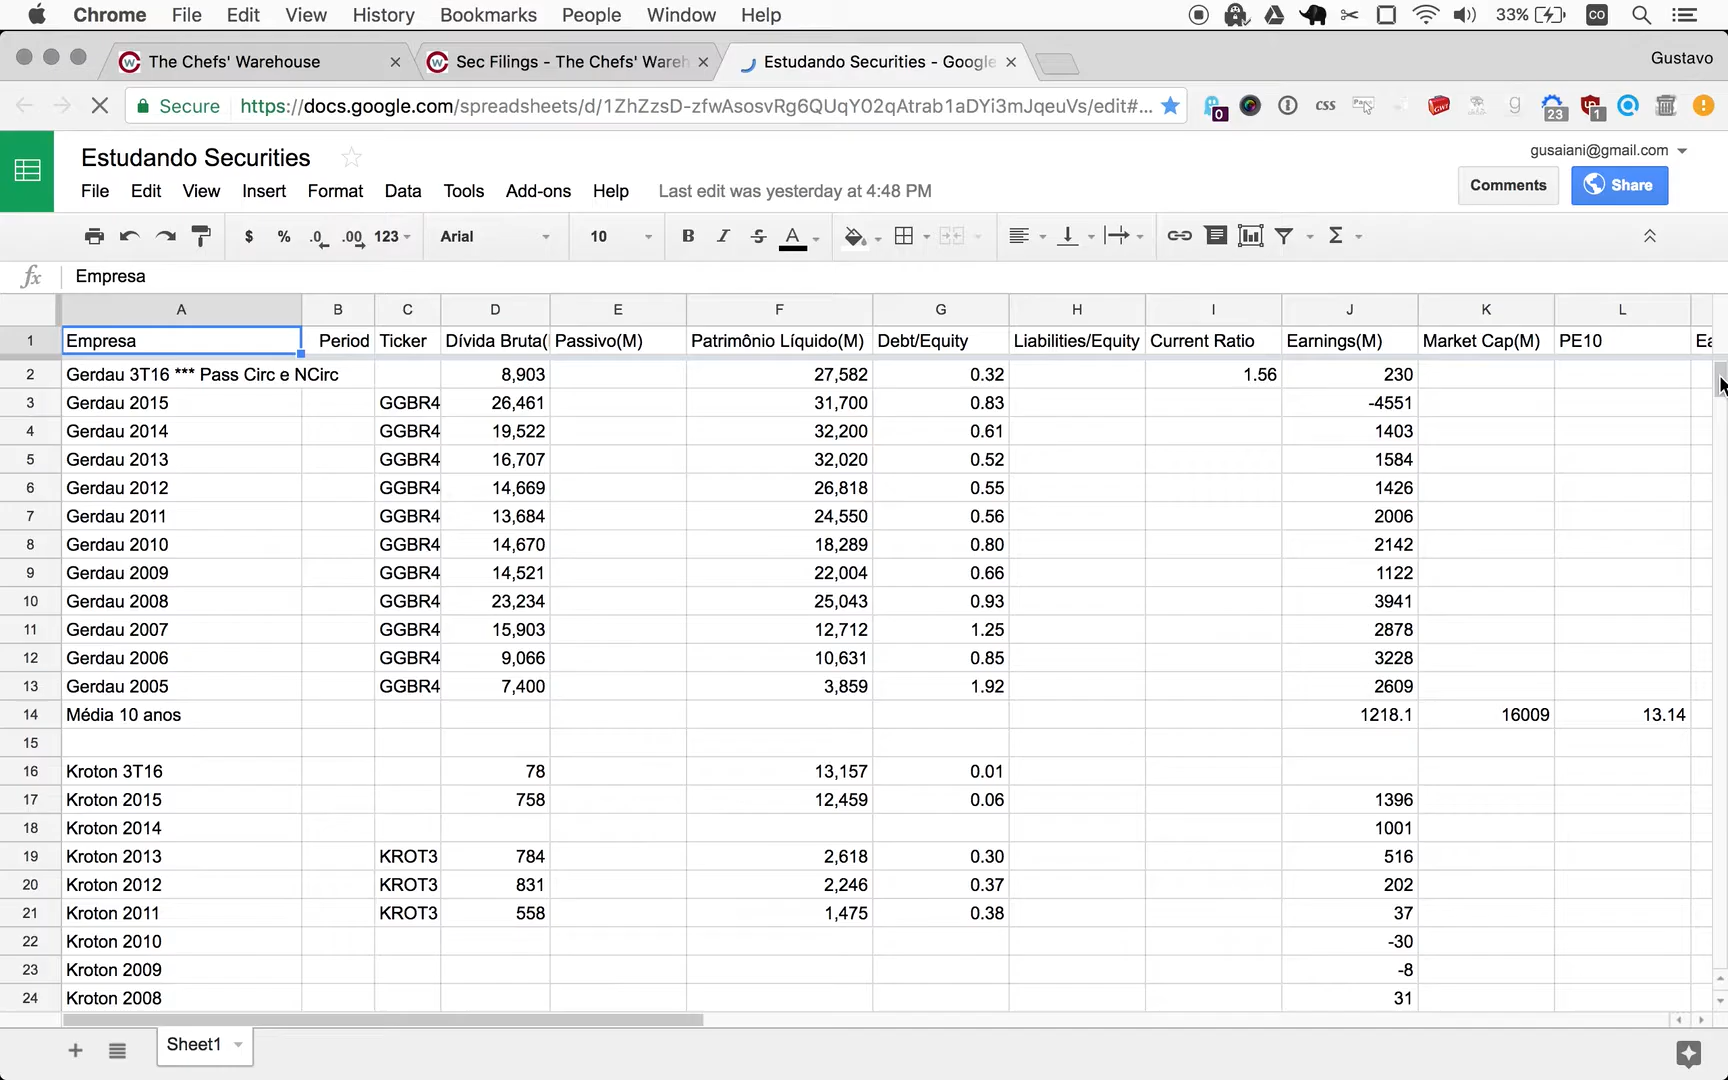 Chrome File Edit View History Bookmarks People Window Help 33% CO
The Chefs' Warehouse Sec Filings - The Chefs' Wareh Estudando Securities - Google Gustavo
Secure https://docs.google.com/spreadsheets/d/1ZhZzsD-zfwAsosvRg6QUqY02qAtrab1aDYi3mJqeuVs/edit#... 0 css g 23 1
Estudando Securities gusaiani@gmail.com
File Edit View Insert Format Data Tools Add-ons Help Last edit was yesterday at 4:48 PM Comments Share
$ % .0 .00 123 Arial 10 B I S A Σ
fx Empresa
A B C D E F G H I J K L
1 Empresa Period Ticker Dívida Bruta( Passivo(M) Patrimônio Líquido(M) Debt/Equity Liabilities/Equity Current Ratio Earnings(M) Market Cap(M) PE10 Ea
2 Gerdau 3T16 *** Pass Circ e NCirc 8,903 27,582 0.32 1.56 230
3 Gerdau 2015 GGBR4 26,461 31,700 0.83 -4551
4 Gerdau 2014 GGBR4 19,522 32,200 0.61 1403
5 Gerdau 2013 GGBR4 16,707 32,020 0.52 1584
6 Gerdau 2012 GGBR4 14,669 26,818 0.55 1426
7 Gerdau 2011 GGBR4 13,684 24,550 0.56 2006
8 Gerdau 2010 GGBR4 14,670 18,289 0.80 2142
9 Gerdau 2009 GGBR4 14,521 22,004 0.66 1122
10 Gerdau 2008 GGBR4 23,234 25,043 0.93 3941
11 Gerdau 2007 GGBR4 15,903 12,712 1.25 2878
12 Gerdau 2006 GGBR4 9,066 10,631 0.85 3228
13 Gerdau 2005 GGBR4 7,400 3,859 1.92 2609
14 Média 10 anos 1218.1 16009 13.14
15
16 Kroton 3T16 78 13,157 0.01
17 Kroton 2015 758 12,459 0.06 1396
18 Kroton 2014 1001
19 Kroton 2013 KROT3 784 2,618 0.30 516
20 Kroton 2012 KROT3 831 2,246 0.37 202
21 Kroton 2011 KROT3 558 1,475 0.38 37
22 Kroton 2010 -30
23 Kroton 2009 -8
24 Kroton 2008 31
Sheet1